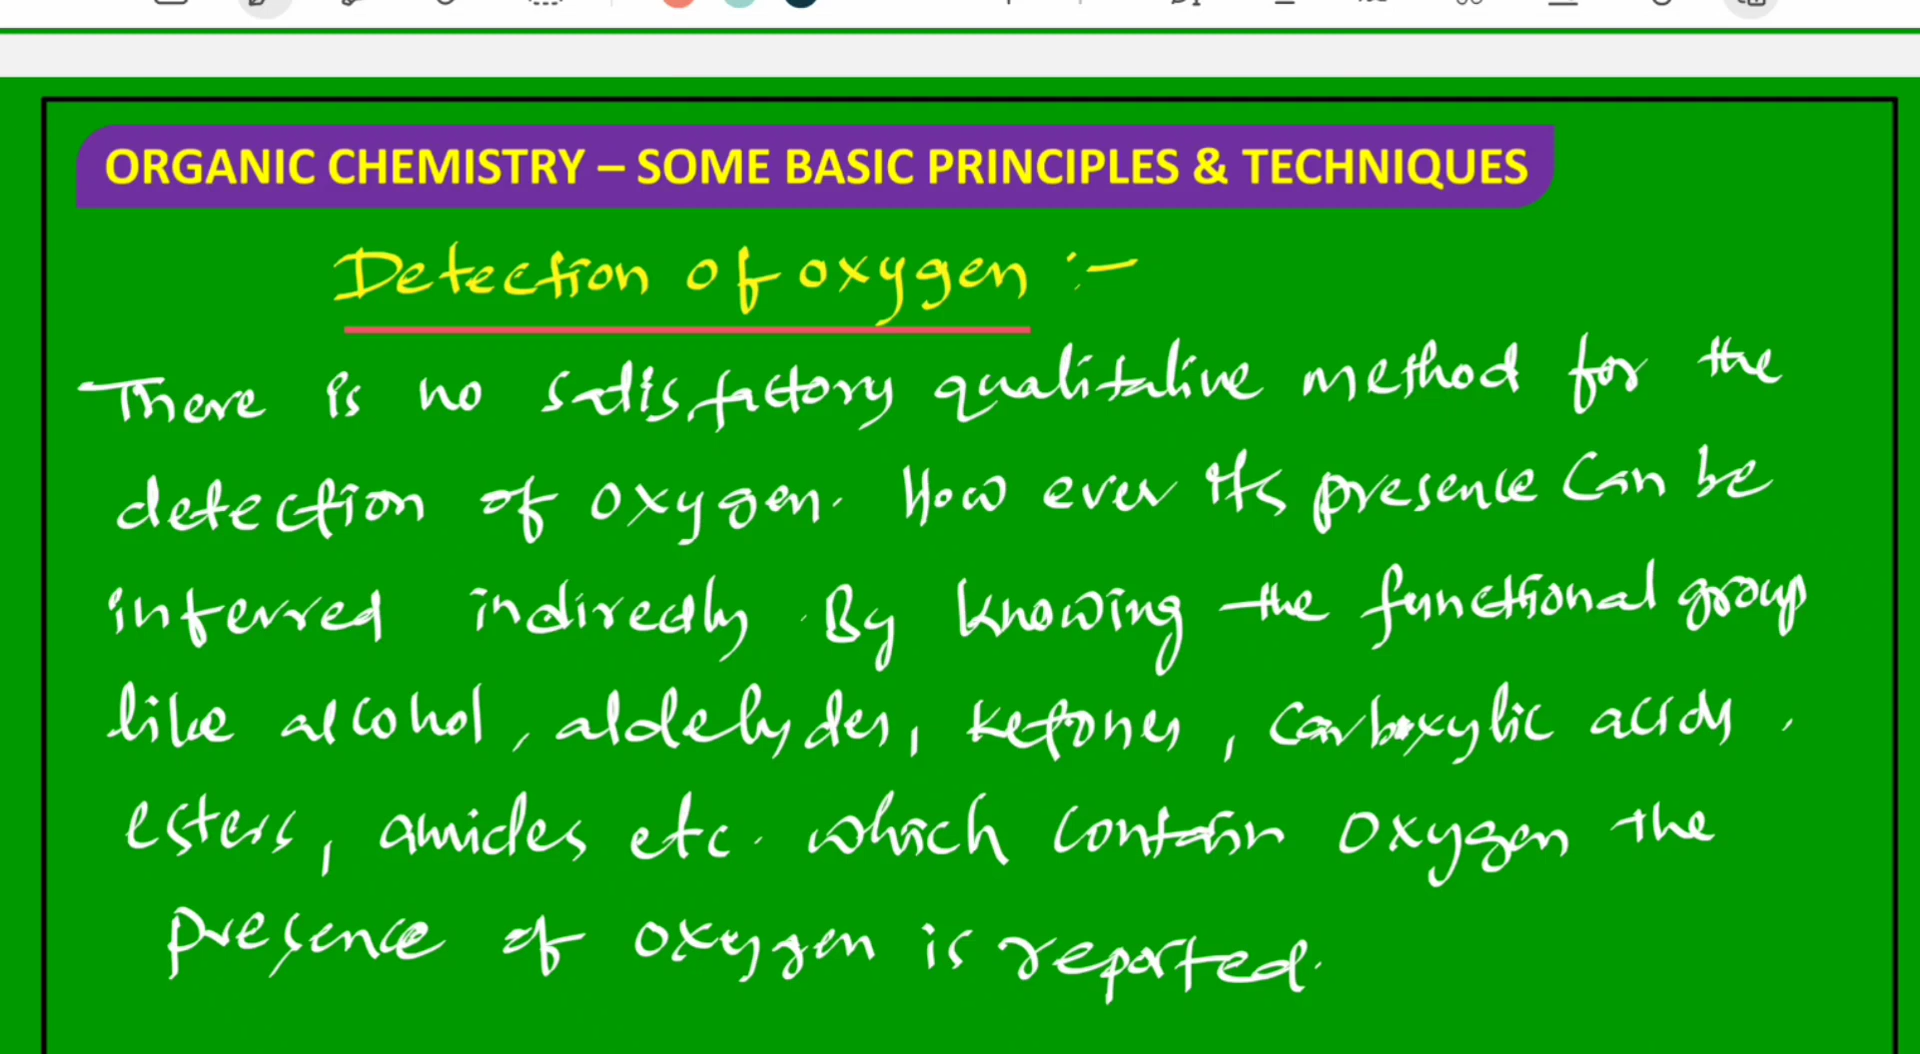 ORGANIC CHEMISTRY – SOME BASIC PRINCIPLES & TECHNIQUES
Detection of oxygen :-
There is no satisfactory qualitative method for the
detection of oxygen. How ever its presence can be
inferred indirectly. By knowing the functional group
like alcohol, aldehydes, ketones, carboxylic acids,
esters, amides etc. which contain oxygen the
presence of oxygen is reported.